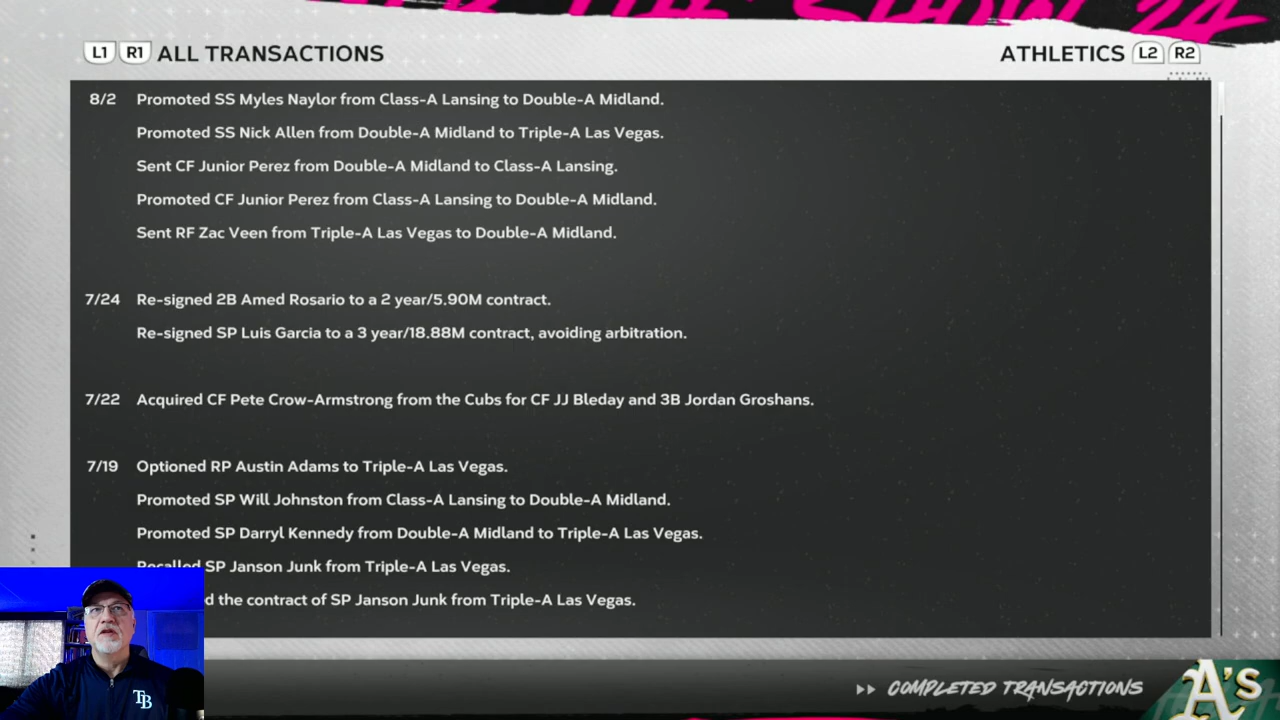 THE SHOW 24
L1 R1 ALL TRANSACTIONS
ATHLETICS L2 R2
8/2 Promoted SS Myles Naylor from Class-A Lansing to Double-A Midland.
Promoted SS Nick Allen from Double-A Midland to Triple-A Las Vegas.
Sent CF Junior Perez from Double-A Midland to Class-A Lansing.
Promoted CF Junior Perez from Class-A Lansing to Double-A Midland.
Sent RF Zac Veen from Triple-A Las Vegas to Double-A Midland.
7/24 Re-signed 2B Amed Rosario to a 2 year/5.90M contract.
Re-signed SP Luis Garcia to a 3 year/18.88M contract, avoiding arbitration.
7/22 Acquired CF Pete Crow-Armstrong from the Cubs for CF JJ Bleday and 3B Jordan Groshans.
7/19 Optioned RP Austin Adams to Triple-A Las Vegas.
Promoted SP Will Johnston from Class-A Lansing to Double-A Midland.
Promoted SP Darryl Kennedy from Double-A Midland to Triple-A Las Vegas.
Recalled SP Janson Junk from Triple-A Las Vegas.
the contract of SP Janson Junk from Triple-A Las Vegas.
TB
COMPLETED TRANSACTIONS
A's